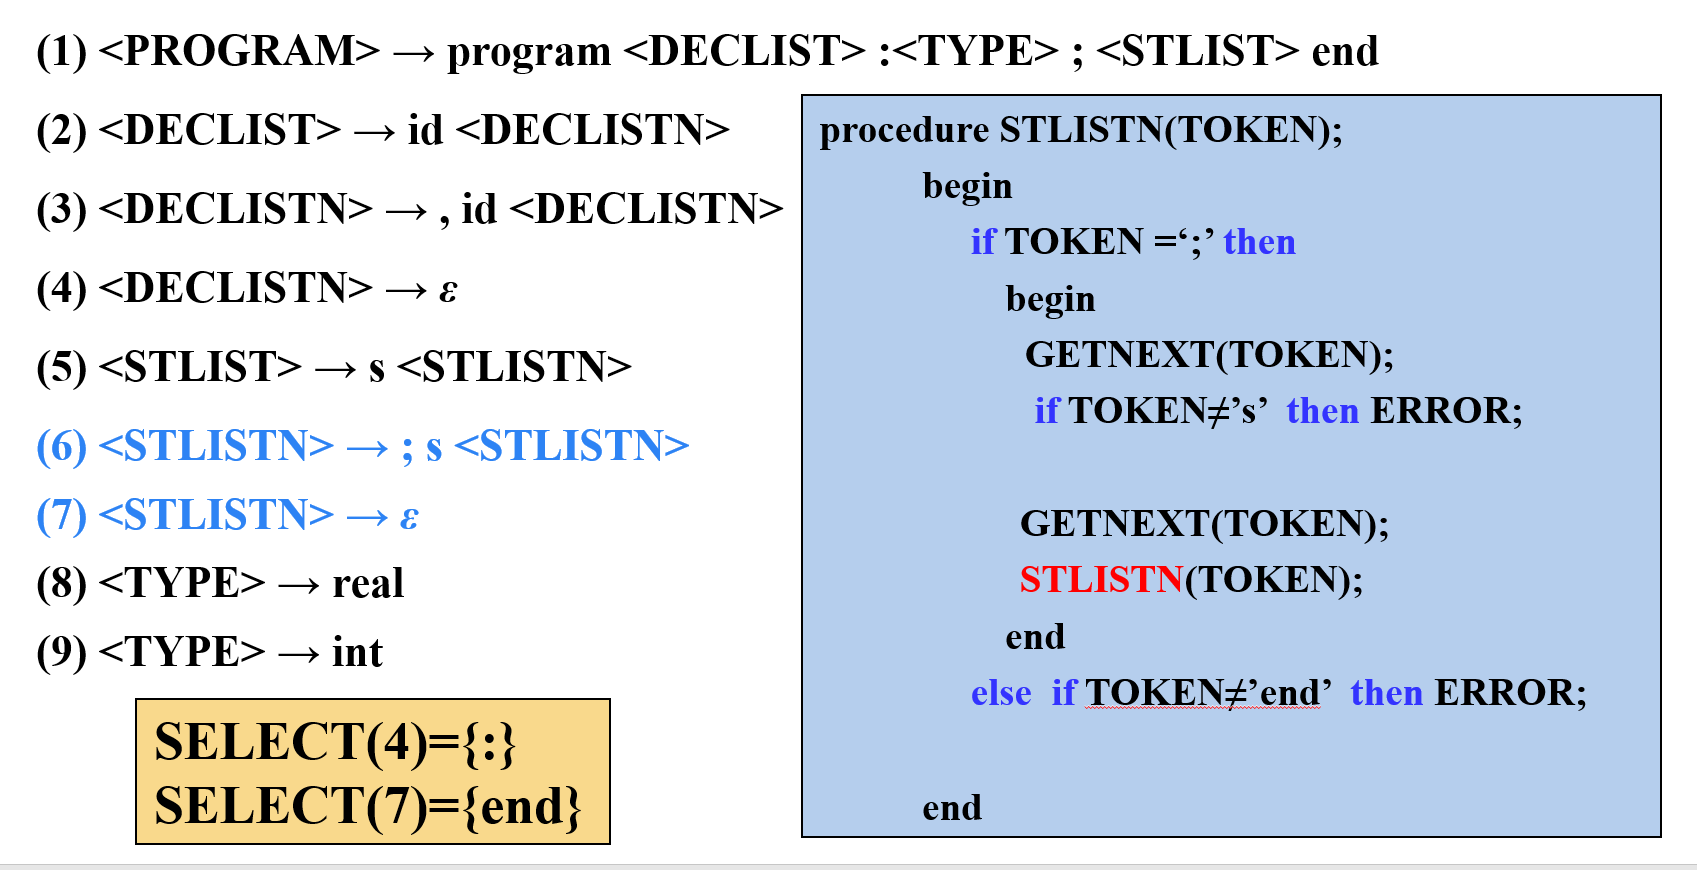 (1) <PROGRAM> → program <DECLIST> :<TYPE> ; <STLIST> end
(2) <DECLIST> → id <DECLISTN>
(3) <DECLISTN> → , id <DECLISTN>
(4) <DECLISTN> → ε
(5) <STLIST> → s <STLISTN>
(6) <STLISTN> → ; s <STLISTN>
(7) <STLISTN> → ε
(8) <TYPE> → real
(9) <TYPE> → int
SELECT(4)={:}
SELECT(7)={end}
procedure STLISTN(TOKEN);
begin
if TOKEN =‘;’ then
begin
GETNEXT(TOKEN);
if TOKEN≠’s’ then ERROR;
GETNEXT(TOKEN);
STLISTN(TOKEN);
end
else if TOKEN≠’end’ then ERROR;
end